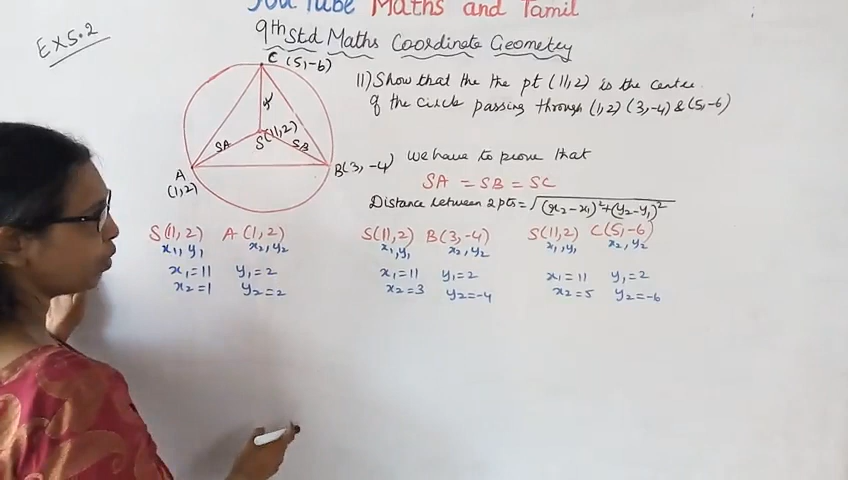 YouTube Maths and Tamil
9th Std Maths Coordinate Geometry
EX5.2
C (5,-6)
S(11,2)
SA
SB
A
(1,2)
B(3,-4)
11) Show that the the pt (11,2) is the centre
of the circle passing through (1,2) (3,-4) & (5,-6)
we have to prove that
SA = SB = SC
Distance between 2 pts = √(x₂-x₁)²+(y₂-y₁)²
S(11,2) A(1,2)
x₁,y₁ x₂,y₂
x₁=11 y₁=2
x₂=1 y₂=2
S(11,2) B(3,-4)
x₁,y₁ x₂,y₂
x₁=11 y₁=2
x₂=3 y₂=-4
S(11,2) C(5,-6)
x₁,y₁ x₂,y₂
x₁=11 y₁=2
x₂=5 y₂=-6